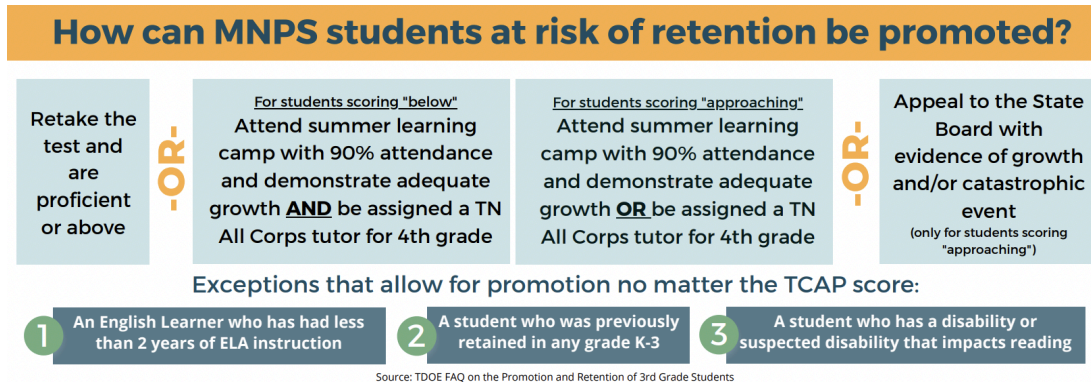 How can MNPS students at risk of retention be promoted?
Retake the
test and
are
proficient
or above
-OR-
For students scoring "below"
Attend summer learning
camp with 90% attendance
and demonstrate adequate
growth AND be assigned a TN
All Corps tutor for 4th grade
For students scoring "approaching"
Attend summer learning
camp with 90% attendance
and demonstrate adequate
growth OR be assigned a TN
All Corps tutor for 4th grade
-OR-
Appeal to the State
Board with
evidence of growth
and/or catastrophic
event
(only for students scoring
"approaching")
Exceptions that allow for promotion no matter the TCAP score:
1
An English Learner who has had less
than 2 years of ELA instruction
2
A student who was previously
retained in any grade K-3
3
A student who has a disability or
suspected disability that impacts reading
Source: TDOE FAQ on the Promotion and Retention of 3rd Grade Students